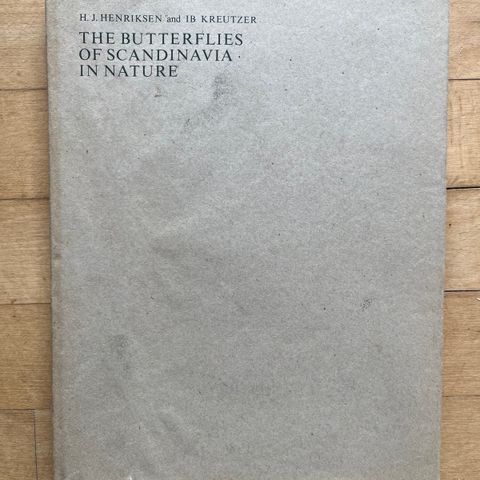 H. J. HENRIKSEN and IB KREUTZER
THE BUTTERFLIES
OF SCANDINAVIA
IN NATURE